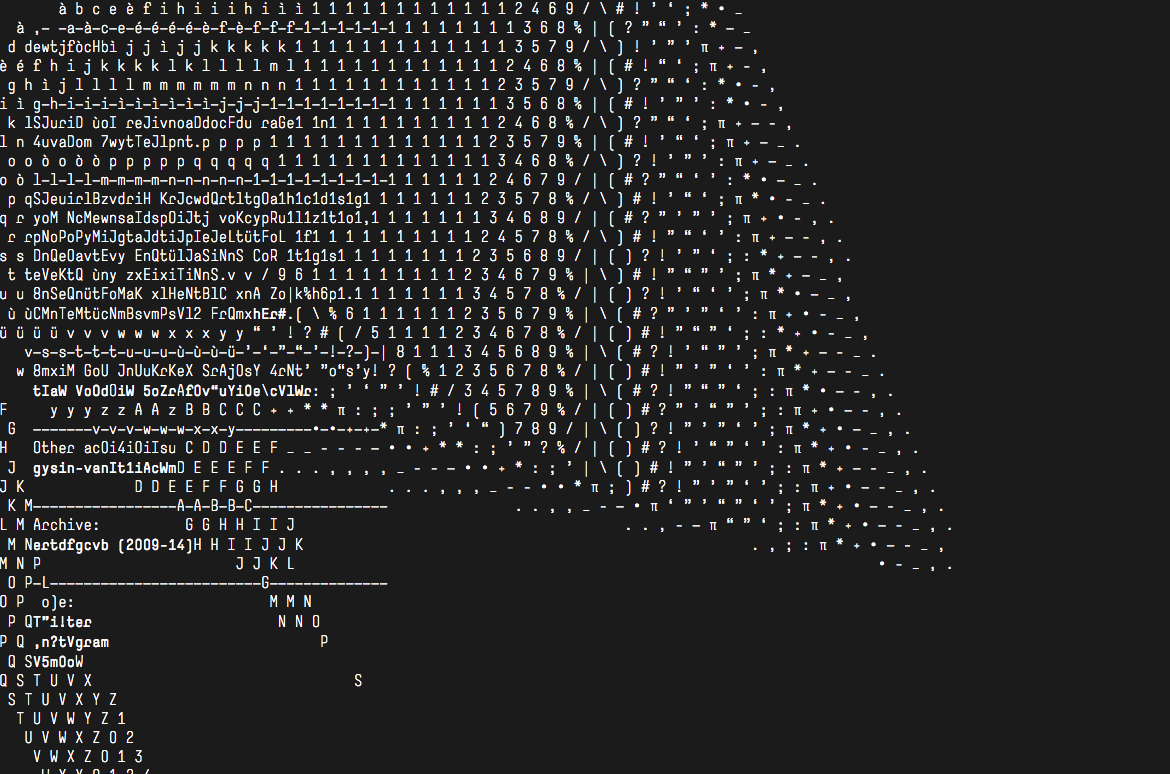 à b c e è f i h i i i h i ì ì 1 1 1 1 1 1 1 1 1 1 1 1 2 4 6 9 / \ # ! ’ ‘ ; * • _
à ,– –a–à–c–e–é–é–é–é–è–f–è–f–f–f–1–1–1–1–1–1–1 1 1 1 1 1 1 3 6 8 % | ( ? ” “ ‘ : * – _
d dewtjfòcHbì j j ì j j k k k k k 1 1 1 1 1 1 1 1 1 1 1 1 1 3 5 7 9 / \ ) ! ’ ” ’ π + – ,
è é f h i j k k k k l k l l l l m l 1 1 1 1 1 1 1 1 1 1 1 1 2 4 6 8 % | ( # ! “ ‘ ; π + – ,
g h ì j l l l l m m m m m m n n n 1 1 1 1 1 1 1 1 1 1 1 1 2 3 5 7 9 / \ ) ? ” “ ‘ : * • – ,
i ì g–h–i–i–i–ì–ì–ì–ì–ì–j–j–j–1–1–1–1–1–1–1–1 1 1 1 1 1 1 3 5 6 8 % | ( # ! ’ ” ’ : * • – ,
k lSJuriD ùoI reJivnoaDdocFdu raGe1 1n1 1 1 1 1 1 1 1 1 1 1 2 4 6 8 % / \ ) ? ” “ ‘ ; π + – – ,
l n 4uvaDom 7wytTeJlpnt.p p p p 1 1 1 1 1 1 1 1 1 1 1 1 2 3 5 7 9 % | ( # ! ’ “ ‘ ; π * – _ .
o o ò o ò ò p p p p p q q q q q 1 1 1 1 1 1 1 1 1 1 1 1 1 3 4 6 8 % / \ ) ? ! ’ ” ’ : π + – _ .
o ò l–l–l–l–m–m–m–m–n–n–n–n–n–1–1–1–1–1–1–1–1 1 1 1 1 1 2 4 6 7 9 / | ( # ? ” “ ‘ : * • – _ .
p qSJeuirlBzvdriH KrJcwdQrtltgOa1h1c1d1s1g1 1 1 1 1 1 1 2 3 5 7 8 % / \ ) # ! ’ “ ‘ ; π * • – _ .
q r yoM NcMewnsaIdspOiJtj voKcypRu1l1z1t1o1,1 1 1 1 1 1 1 3 4 6 8 9 / | ( # ? ” ’ ” ’ ; π + • – , .
r rpNoPoPyMiJgtaJdtiJpIeJeLtütFoL 1f1 1 1 1 1 1 1 1 1 1 2 4 5 7 8 % / \ ) # ! “ “ ‘ : π + – – , .
s s DnQeOavtEvy EnQtülJaSiNnS CoR 1t1g1s1 1 1 1 1 1 1 1 2 3 5 6 7 9 / | ( ) ? ! ’ ” ’ : π * • – _ .
t teVeKtQ ùny zxEixiTiNnS.v v / 9 6 1 1 1 1 1 1 1 1 1 2 3 4 6 7 9 % | \ ) # ! “ “ ” ’ ; π * + – _ ,
u u 8nSeQnütFoMaK xlHeNtBlC xnA Zo|k%h6p1.1 1 1 1 1 1 1 3 4 5 7 8 % / | ( ) ? ! ’ “ ‘ ; π * • – _ ,
ù ùCMnTeMtücNmBsvmPsVl2 FrQmxhEr#.( \ % 6 1 1 1 1 1 1 1 2 3 5 6 7 8 9 / \ ( # ? ’ ” ’ “ ‘ : π + • – _ ,
ü ü ü ü ü v v v v w w w x x x y y “ ’ ! ? # ( / 5 1 1 1 1 2 3 4 6 7 8 % / | ( ) # ! “ “ ” ’ ; : * + • – .
v–s–s–t–t–t–u–u–u–ù–ù–ù–ü–’–‘–”–“–’–!–?–)–| 8 1 1 1 3 4 5 6 8 9 % | \ ( # ? ! ’ “ ‘ ; π * + – – _ .
w 8mxiM GoU JnUuKrKeX SrAjOsY 4rNt’ ”o“s’y! ? ( % 1 2 3 5 6 7 8 % / | ( ) # ! ’ ” ’ ‘ : π * + • – _ .
tIaW VoOdOiW 5oZrAfOv“uYiOe\cVlWr: ; ’ ‘ “ ” ’ ! # / 3 4 5 7 8 9 % | \ ( # ? ! “ “ ” ’ ; : π * • – _ .
F y y y z z A A z B B C C C + + * * π : ; ; ’ ” ” ’ ! ( 5 6 7 9 % / | ( ) # ? ” ’ “ ” ’ ; : π + • – , .
G –––––––v–v–v–w–w–w–x–x–y–––––––––•–•–+–+–* π : ; ’ ‘ “ ) 7 8 9 / | \ ) ? ! ’ ” ’ “ ‘ ; π * + • – _ , .
H Other acOi4iOiIsu C D D E E F _ _ – – – – • • + * * : ; ’ ” ? % / | ( ) # ? ! ’ “ ” ‘ : π * + • – _ , .
J gysin-vanIt1iAcWmD E E E F F . . . , , , , _ – – – • • + * : ; ’ | \ ( ) # ! ” ’ ” ’ ‘ ; : π * • – – _ , .
J K D D E E F F G G H . . . , , , _ – – • • * π ; ) # ? ! ” ’ “ ” ’ ; : π + • – _ , .
K M–––––––––––––––––A–A–B–B–C–––––––––––––––– . . , , _ – – • π ‘ ” ’ ” ‘ “ ’ ; : π * + • – – _ , .
L M Archive: G G H H I I J . . , – – π “ ” ‘ ; : π * + • – – _ , .
M Nertdfgcvb (2009-14)H H I I J J K . , ; : π * + • – – _ , .
M N P J J K L • – _ , .
O P–L–––––––––––––––––––––––––G––––––––––––––
O P o]e: M M N
P QT”i!ter N N O
P Q ,n?tVgram P
Q SV5mOoW
Q S T U V X S
S T U V X Y Z
T U V W Y Z 1
U V W X Z 0 2
V W X Z 0 1 3